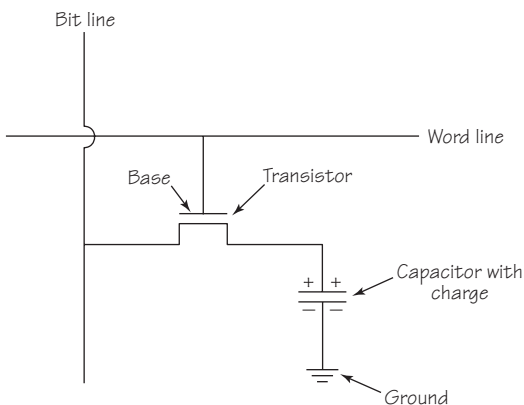 Bit line
Word line
Base
Transistor
+ +
Capacitor with
charge
– –
Ground